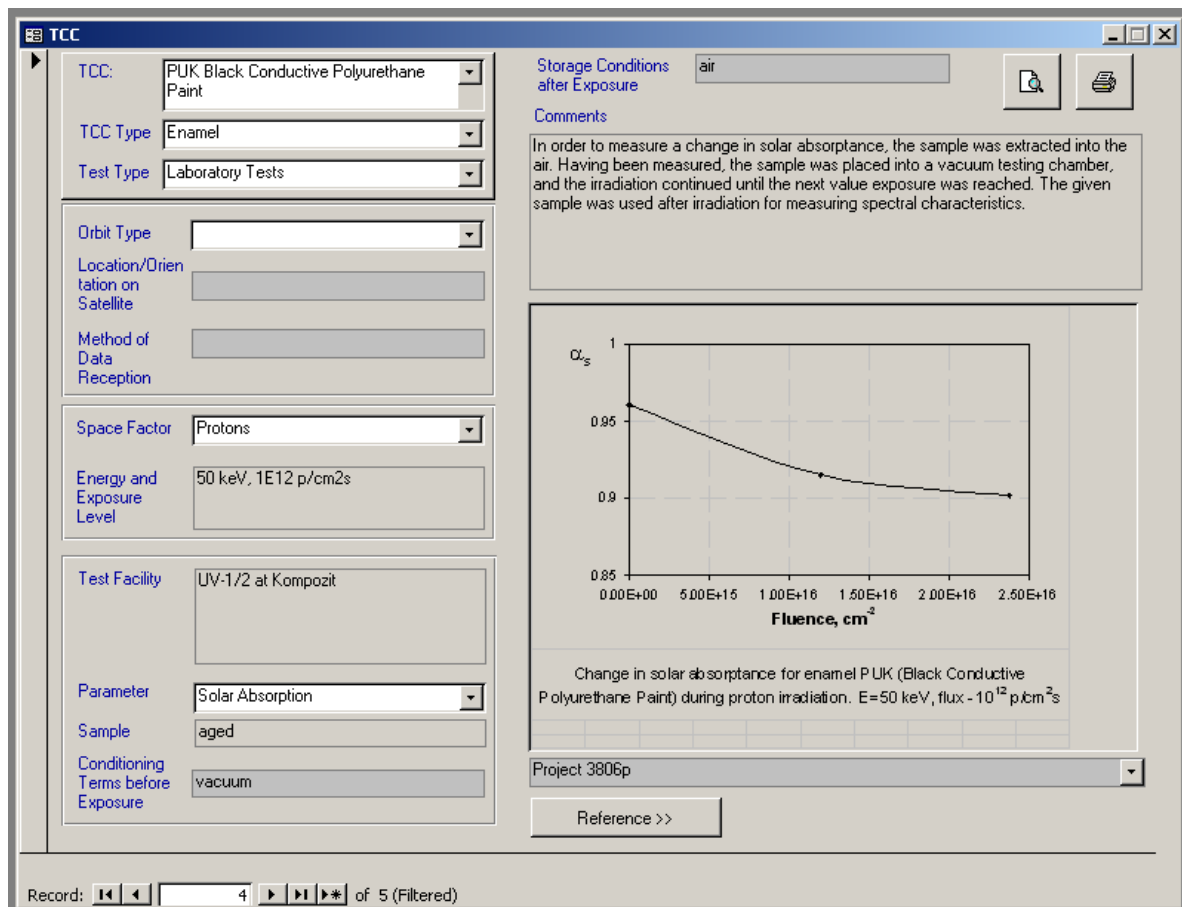 TCC
TCC:
PUK Black Conductive Polyurethane
Paint
TCC Type
Enamel
Test Type
Laboratory Tests
Orbit Type
Location/Orien
tation on
Satellite
Method of
Data
Reception
Space Factor
Protons
Energy and
Exposure
Level
50 keV, 1E12 p/cm2s
Test Facility
UV-1/2 at Kompozit
Parameter
Solar Absorption
Sample
aged
Conditioning
Terms before
Exposure
vacuum
Storage Conditions
after Exposure
air
Comments
In order to measure a change in solar absorptance, the sample was extracted into the
air. Having been measured, the sample was placed into a vacuum testing chamber,
and the irradiation continued until the next value exposure was reached. The given
sample was used after irradiation for measuring spectral characteristics.
αs
1
0.95
0.9
0.85
0.00E+00 5.00E+15 1.00E+16 1.50E+16 2.00E+16 2.50E+16
Fluence, cm⁻²
Change in solar absorptance for enamel PUK (Black Conductive
Polyurethane Paint) during proton irradiation. E=50 keV, flux - 10¹² p/cm²s
Project 3806p
Reference >>
Record: 4 of 5 (Filtered)